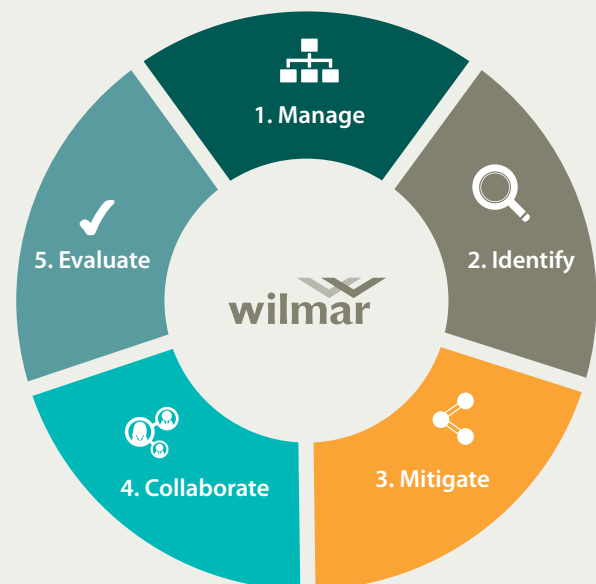 1. Manage
2. Identify
3. Mitigate
4. Collaborate
5. Evaluate
wilmar